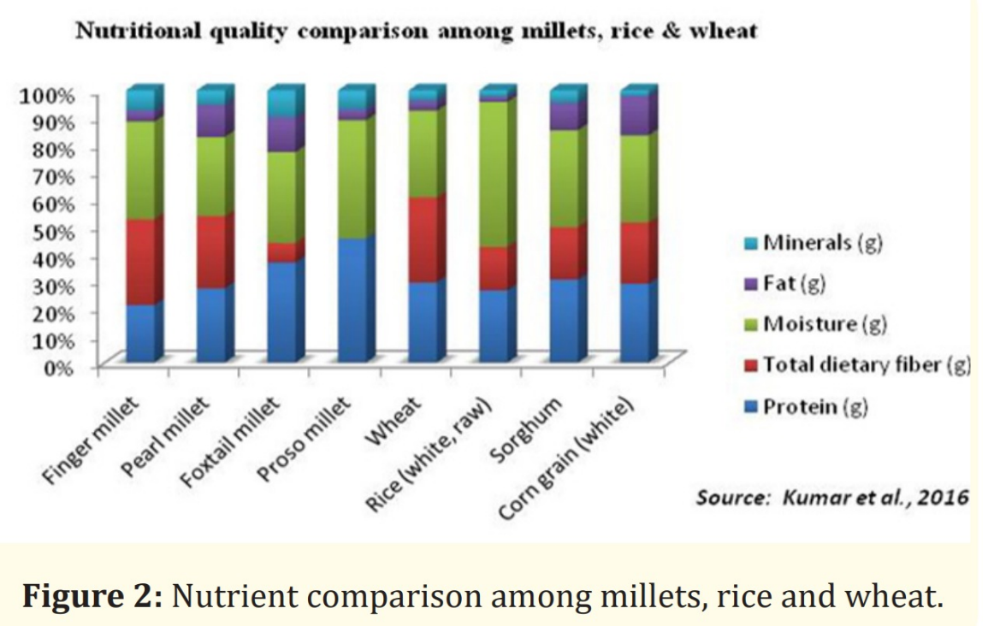 Nutritional quality comparison among millets, rice & wheat
100%
90%
80%
70%
60%
50%
40%
30%
20%
10%
0%
Finger millet
Pearl millet
Foxtail millet
Proso millet
Wheat
Rice (white, raw)
Sorghum
Corn grain (white)
Minerals (g)
Fat (g)
Moisture (g)
Total dietary fiber (g)
Protein (g)
Source: Kumar et al., 2016
Figure 2: Nutrient comparison among millets, rice and wheat.